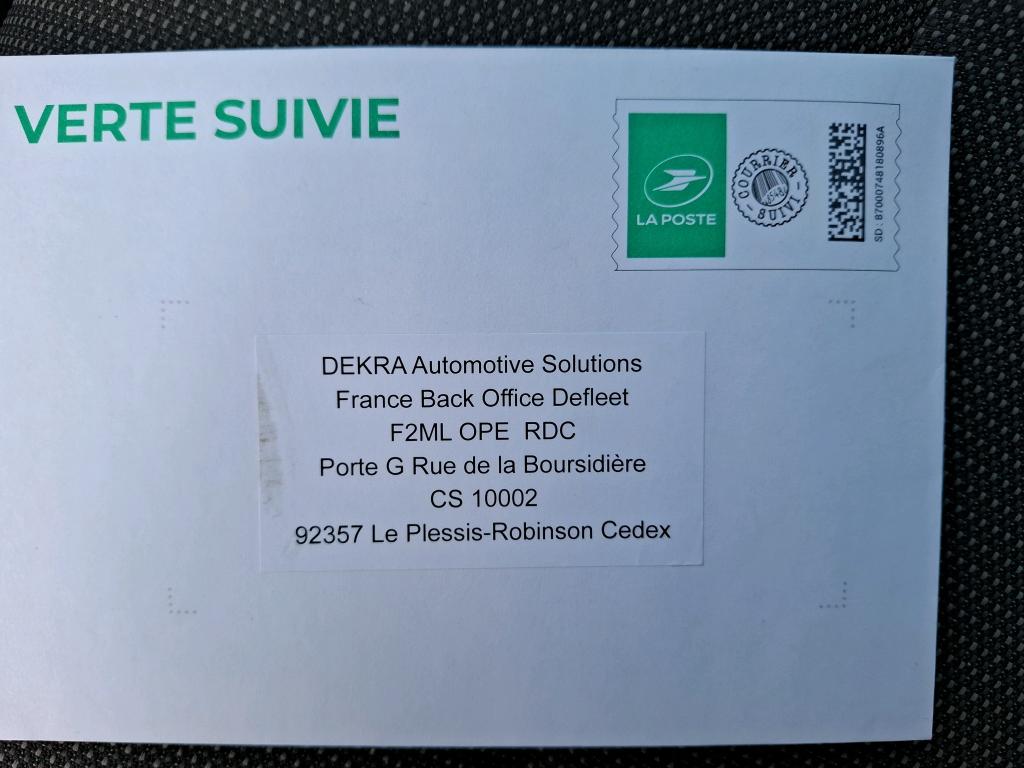 VERTE SUIVIE
LA POSTE
COURRIER
SUIVI
SD : 87000748180896A
DEKRA Automotive Solutions
France Back Office Defleet
F2ML OPE RDC
Porte G Rue de la Boursidière
CS 10002
92357 Le Plessis-Robinson Cedex